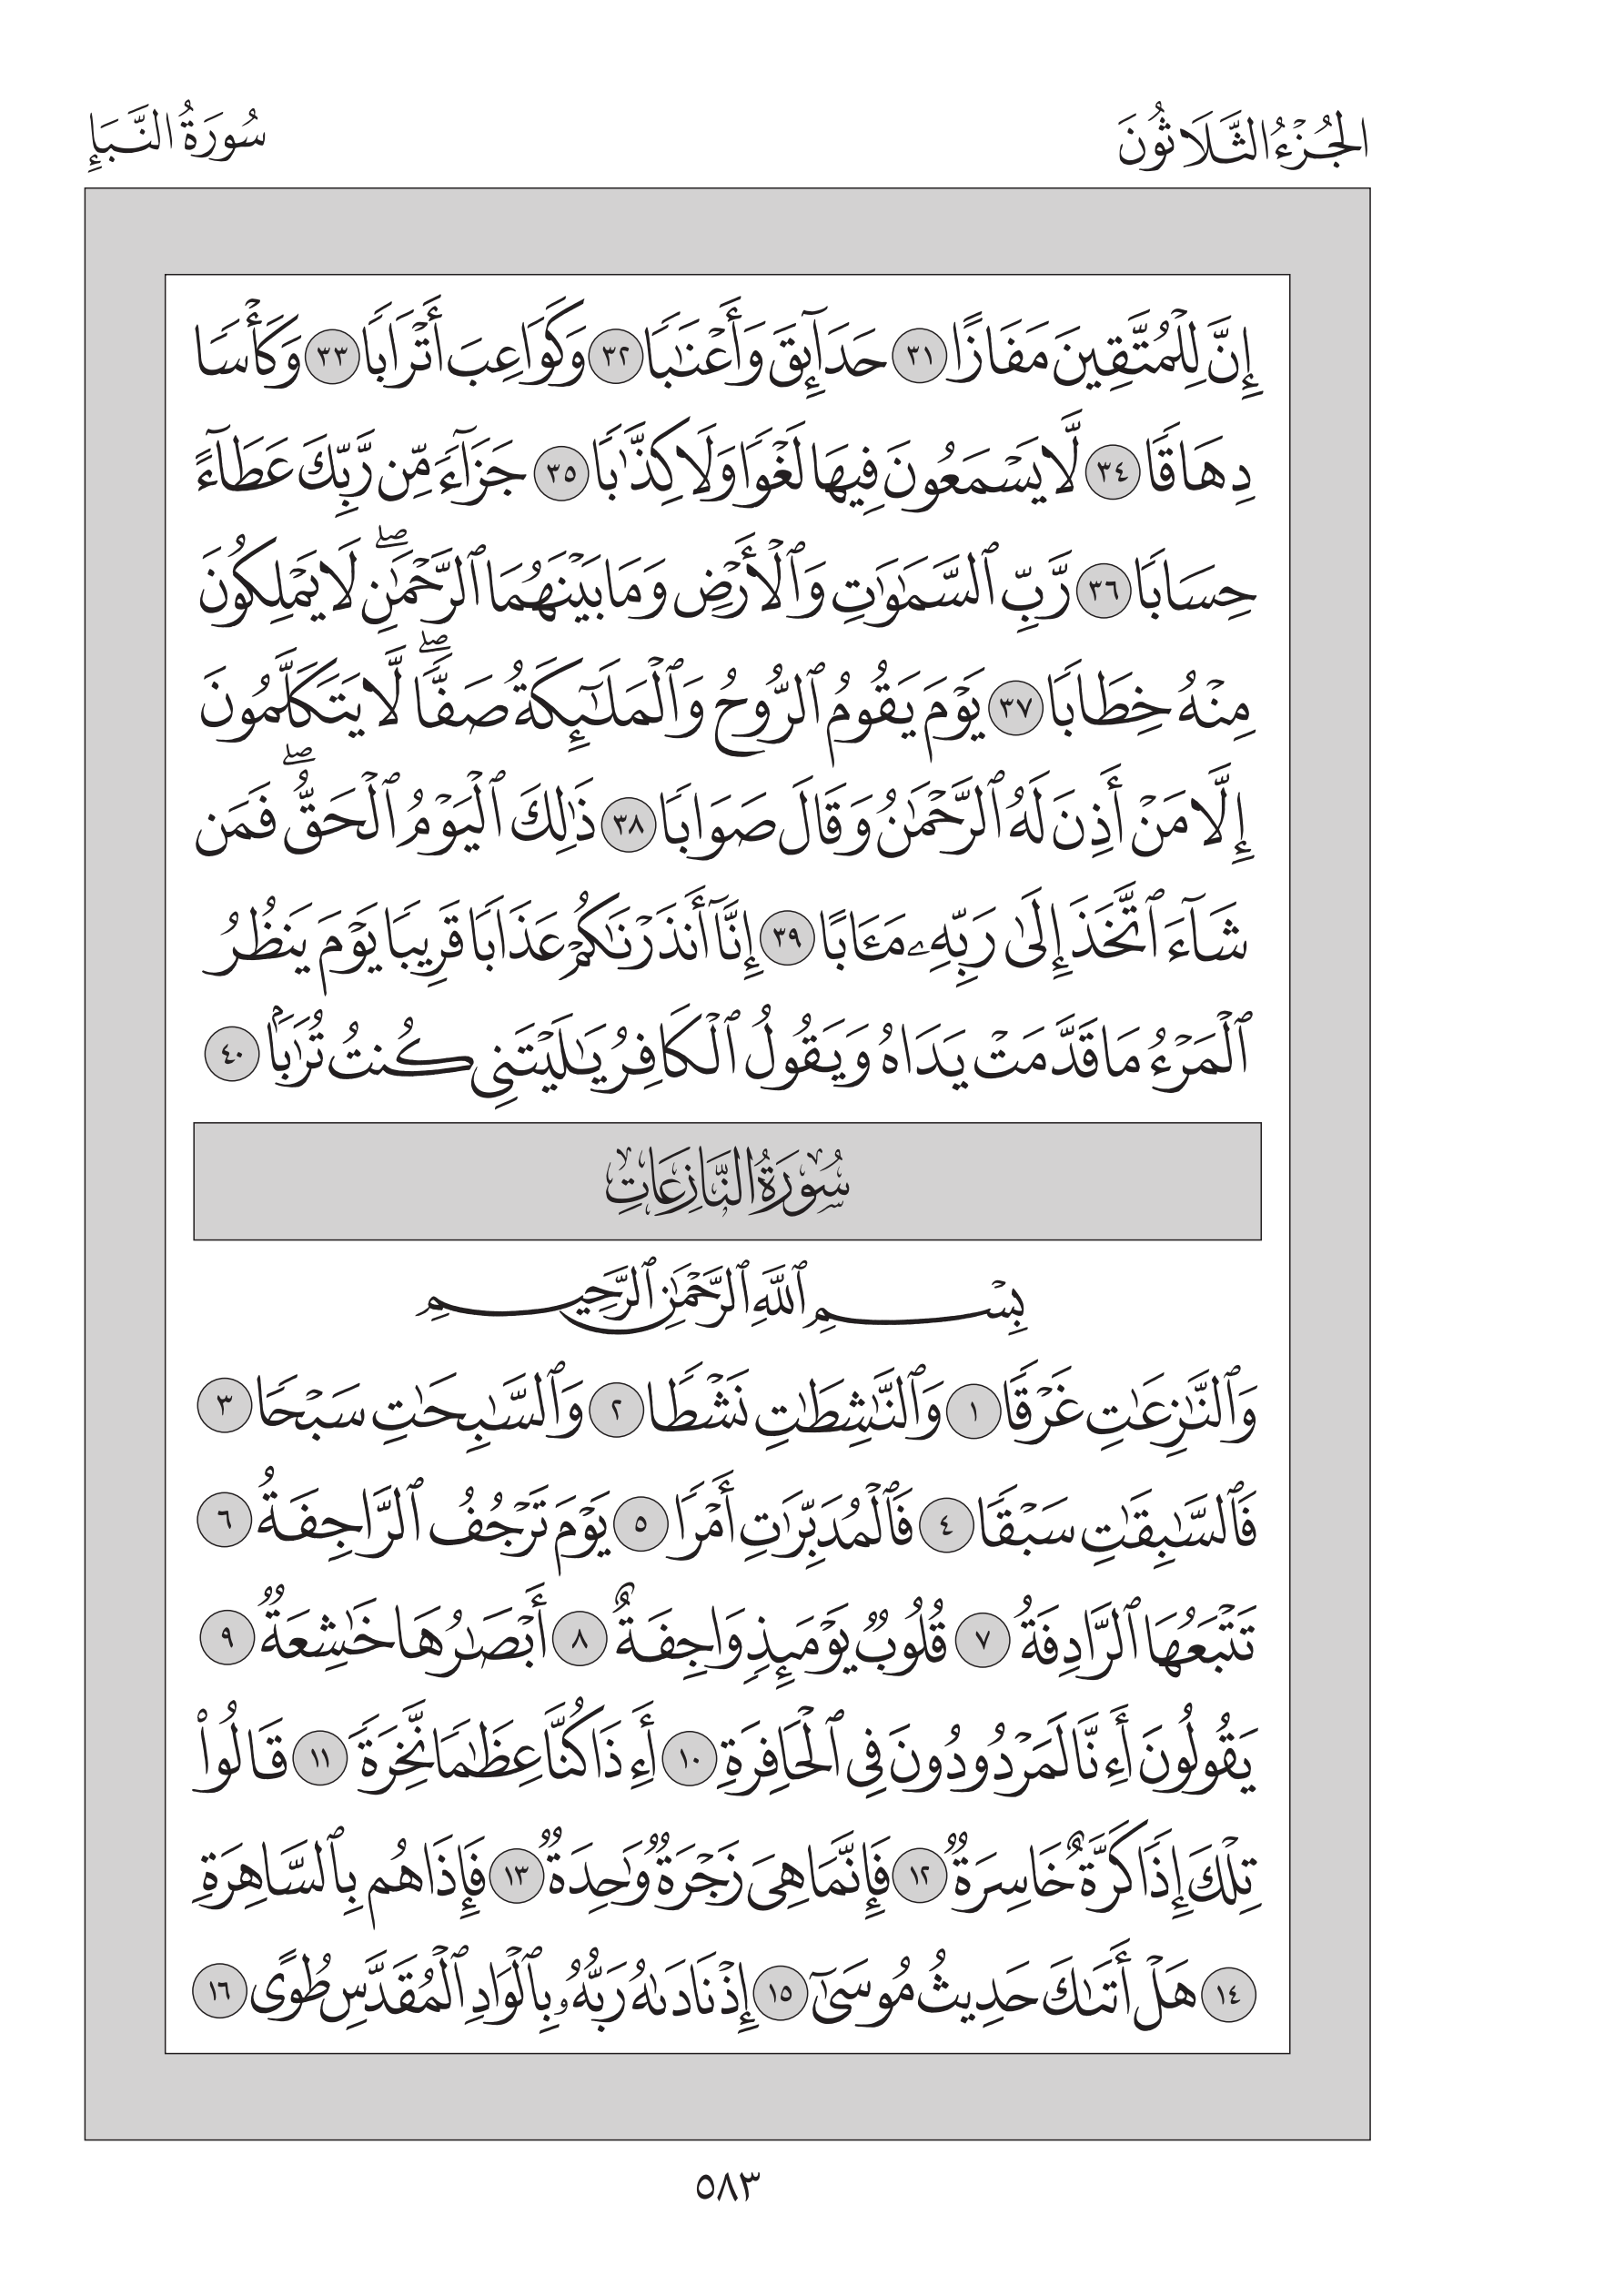 الجُزْءُ الثَّلَاثُونَ
سُورَةُ النَّبَإِ
إِنَّ لِلْمُتَّقِينَ مَفَازًا ٣١ حَدَآئِقَ وَأَعْنَٰبًا ٣٢ وَكَوَاعِبَ أَتْرَابًا ٣٣ وَكَأْسًا
دِهَاقًا ٣٤ لَّا يَسْمَعُونَ فِيهَا لَغْوًا وَلَا كِذَّٰبًا ٣٥ جَزَآءً مِّن رَّبِّكَ عَطَآءً
حِسَابًا ٣٦ رَّبِّ ٱلسَّمَٰوَٰتِ وَٱلْأَرْضِ وَمَا بَيْنَهُمَا ٱلرَّحْمَٰنِۖ لَا يَمْلِكُونَ
مِنْهُ خِطَابًا ٣٧ يَوْمَ يَقُومُ ٱلرُّوحُ وَٱلْمَلَٰٓئِكَةُ صَفًّاۖ لَّا يَتَكَلَّمُونَ
إِلَّا مَنْ أَذِنَ لَهُ ٱلرَّحْمَٰنُ وَقَالَ صَوَابًا ٣٨ ذَٰلِكَ ٱلْيَوْمُ ٱلْحَقُّۖ فَمَن
شَآءَ ٱتَّخَذَ إِلَىٰ رَبِّهِۦ مَـَٔابًا ٣٩ إِنَّآ أَنذَرْنَٰكُمْ عَذَابًا قَرِيبًا يَوْمَ يَنظُرُ
ٱلْمَرْءُ مَا قَدَّمَتْ يَدَاهُ وَيَقُولُ ٱلْكَافِرُ يَٰلَيْتَنِى كُنتُ تُرَٰبًۢا ٤٠
سُورَةُ النَّازِعَاتِ
بِسْمِ ٱللَّهِ ٱلرَّحْمَٰنِ ٱلرَّحِيمِ
وَٱلنَّٰزِعَٰتِ غَرْقًا ١ وَٱلنَّٰشِطَٰتِ نَشْطًا ٢ وَٱلسَّٰبِحَٰتِ سَبْحًا ٣
فَٱلسَّٰبِقَٰتِ سَبْقًا ٤ فَٱلْمُدَبِّرَٰتِ أَمْرًا ٥ يَوْمَ تَرْجُفُ ٱلرَّاجِفَةُ ٦
تَتْبَعُهَا ٱلرَّادِفَةُ ٧ قُلُوبٌ يَوْمَئِذٍ وَاجِفَةٌ ٨ أَبْصَٰرُهَا خَٰشِعَةٌ ٩
يَقُولُونَ أَءِنَّا لَمَرْدُودُونَ فِى ٱلْحَافِرَةِ ١٠ أَءِذَا كُنَّا عِظَٰمًا نَّخِرَةً ١١ قَالُوا۟
تِلْكَ إِذًا كَرَّةٌ خَاسِرَةٌ ١٢ فَإِنَّمَا هِىَ زَجْرَةٌ وَٰحِدَةٌ ١٣ فَإِذَا هُم بِٱلسَّاهِرَةِ
١٤ هَلْ أَتَىٰكَ حَدِيثُ مُوسَىٰٓ ١٥ إِذْ نَادَىٰهُ رَبُّهُۥ بِٱلْوَادِ ٱلْمُقَدَّسِ طُوًى ١٦
٥٨٣